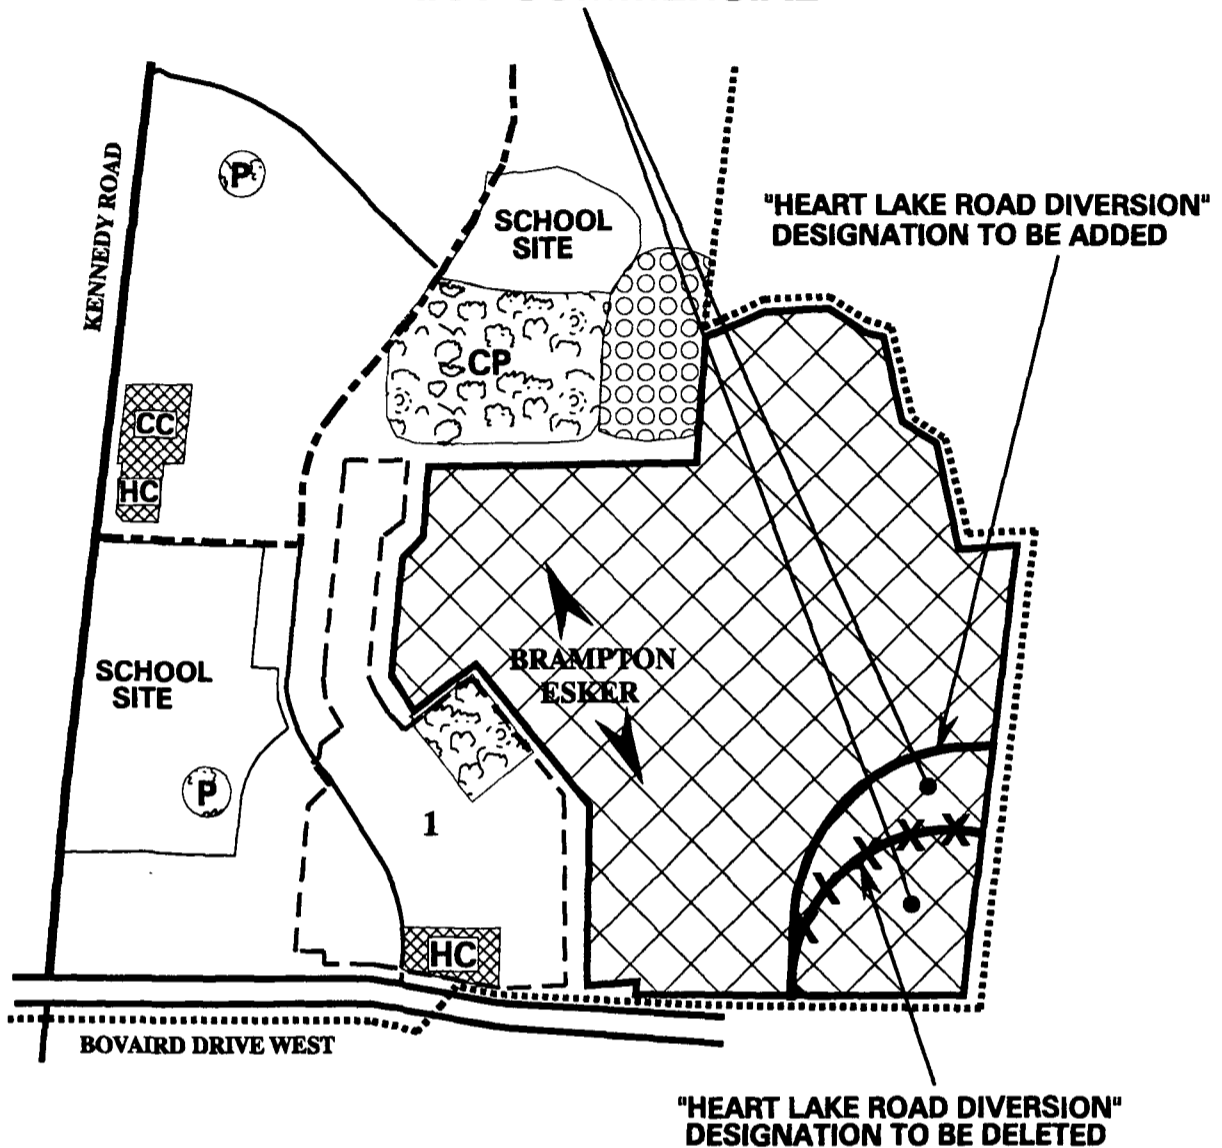 KENNEDY ROAD
P
SCHOOL
SITE
"HEART LAKE ROAD DIVERSION"
DESIGNATION TO BE ADDED
CP
CC
HC
BRAMPTON
ESKER
SCHOOL
SITE
P
1
X X X X X
HC
BOVAIRD DRIVE WEST
"HEART LAKE ROAD DIVERSION"
DESIGNATION TO BE DELETED